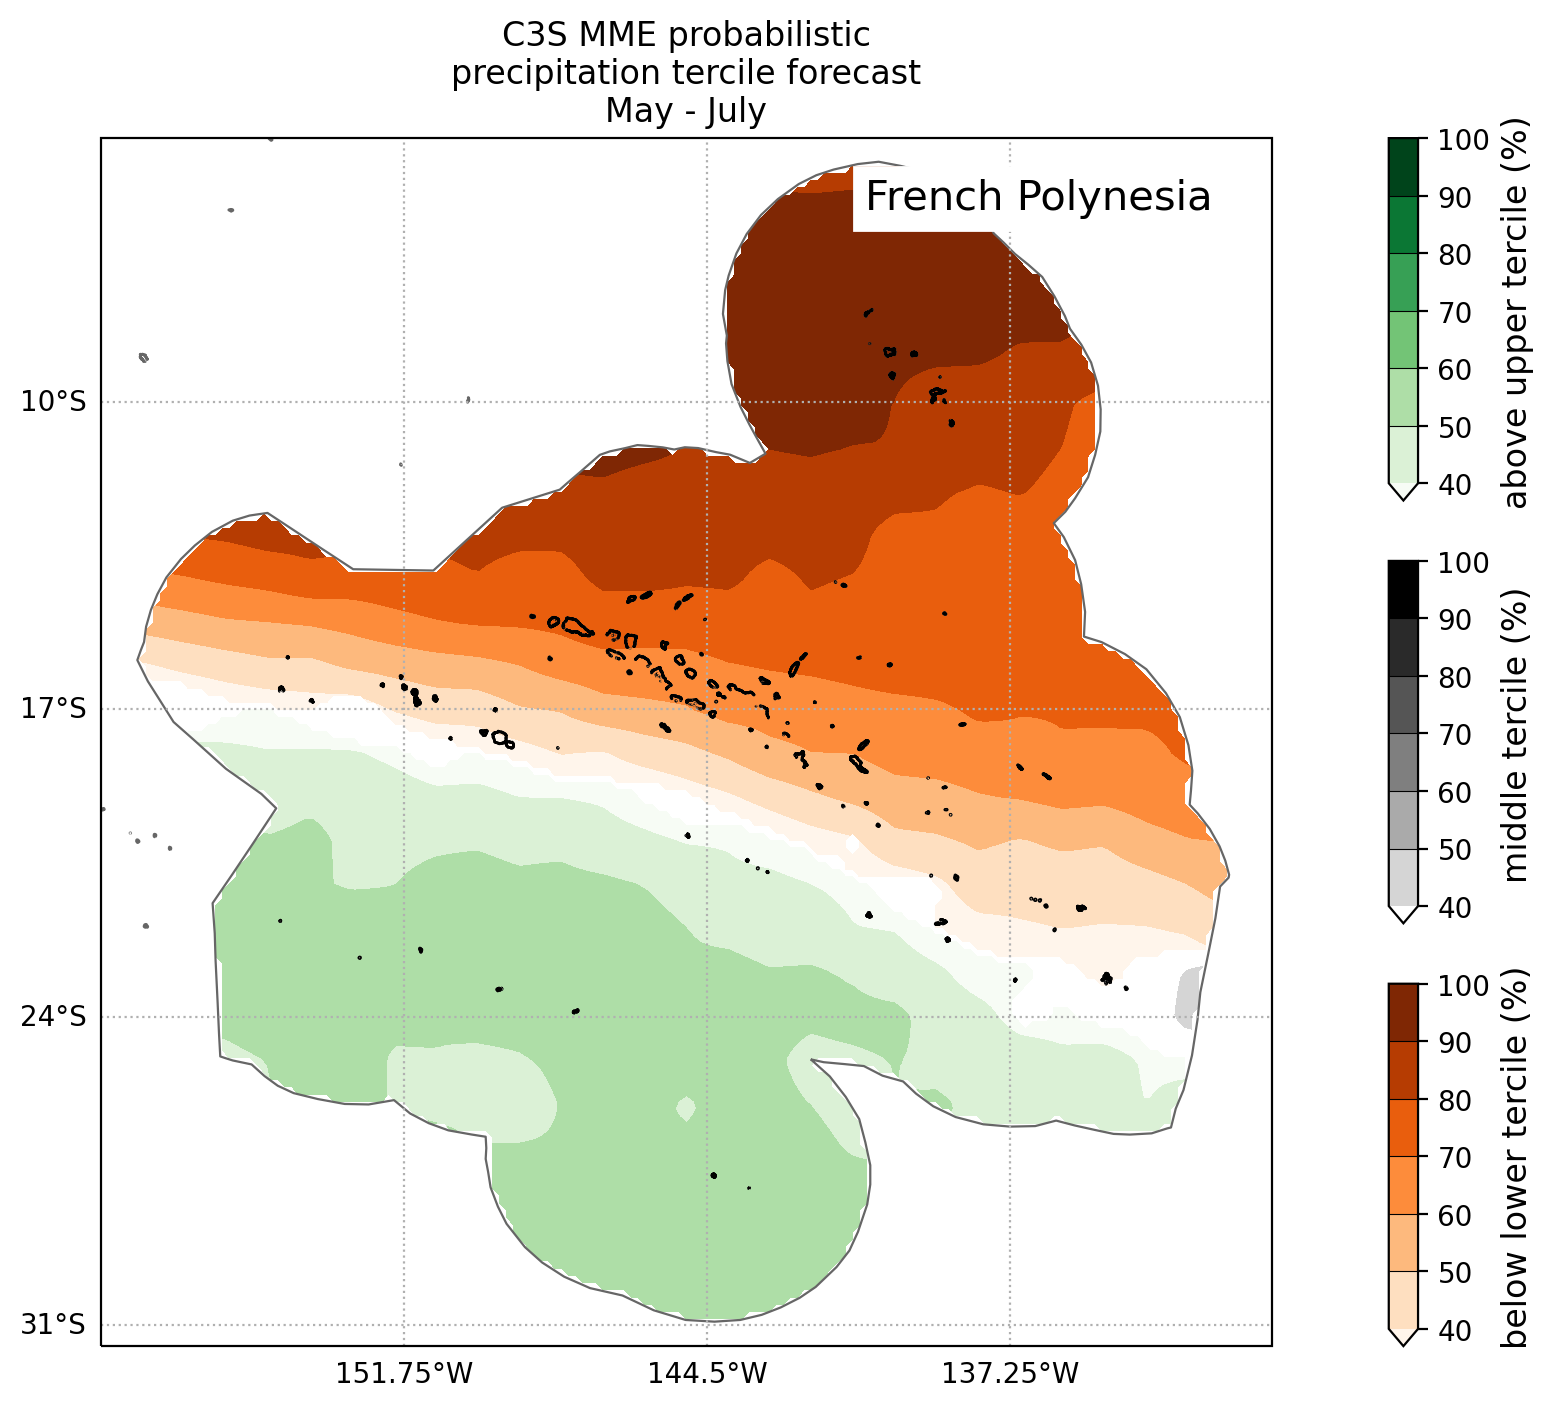 C3S MME probabilistic
precipitation tercile forecast
May - July
French Polynesia
10°S
17°S
24°S
31°S
151.75°W
144.5°W
137.25°W
100
90
80
70
60
50
40
above upper tercile (%)
100
90
80
70
60
50
40
middle tercile (%)
100
90
80
70
60
50
40
below lower tercile (%)